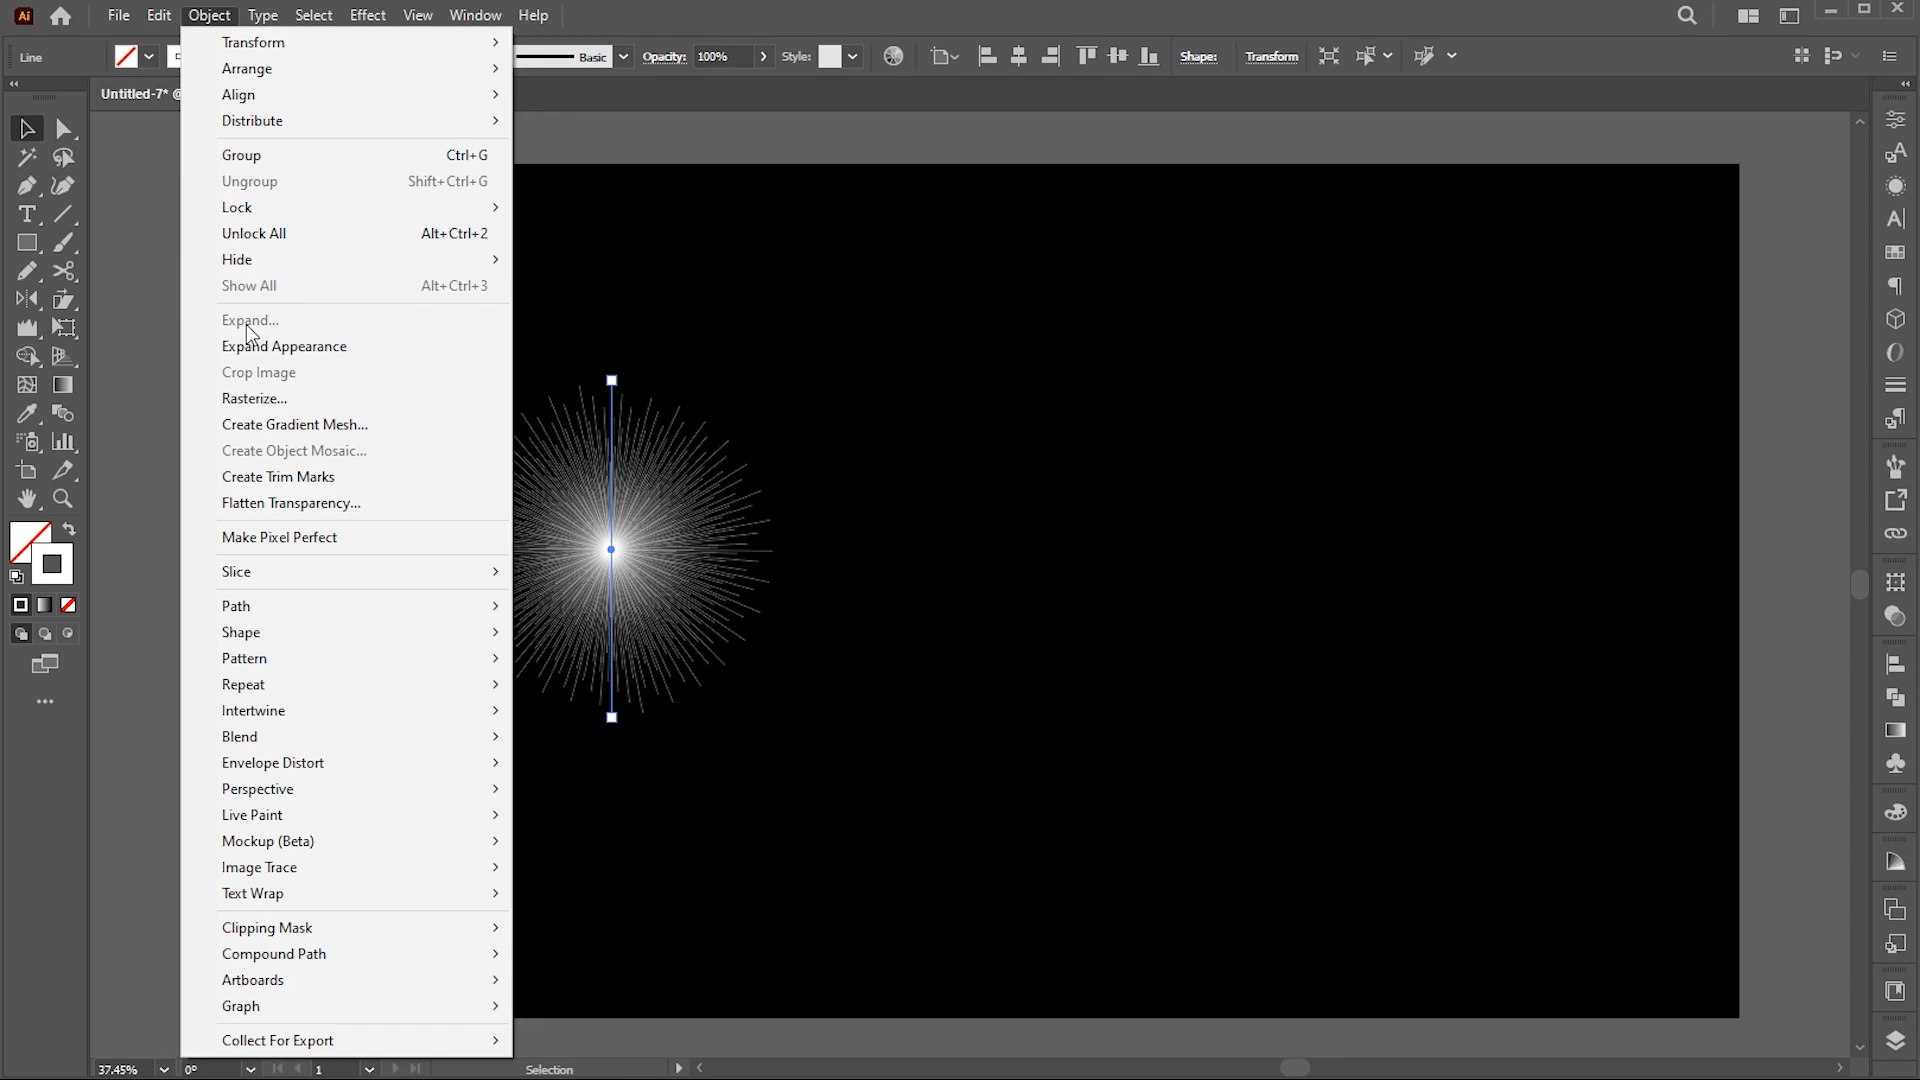 Ai File Edit Object Type Select Effect View Window Help
Line Basic Opacity: 100% Style: Shape: Transform
Untitled-7* @
Transform
Arrange
Align
Distribute
Group Ctrl+G
Ungroup Shift+Ctrl+G
Lock
Unlock All Alt+Ctrl+2
Hide
Show All Alt+Ctrl+3
Expand...
Expand Appearance
Crop Image
Rasterize...
Create Gradient Mesh...
Create Object Mosaic...
Create Trim Marks
Flatten Transparency...
Make Pixel Perfect
Slice
Path
Shape
Pattern
Repeat
Intertwine
Blend
Envelope Distort
Perspective
Live Paint
Mockup (Beta)
Image Trace
Text Wrap
Clipping Mask
Compound Path
Artboards
Graph
Collect For Export
37.45% 0° 1 Selection